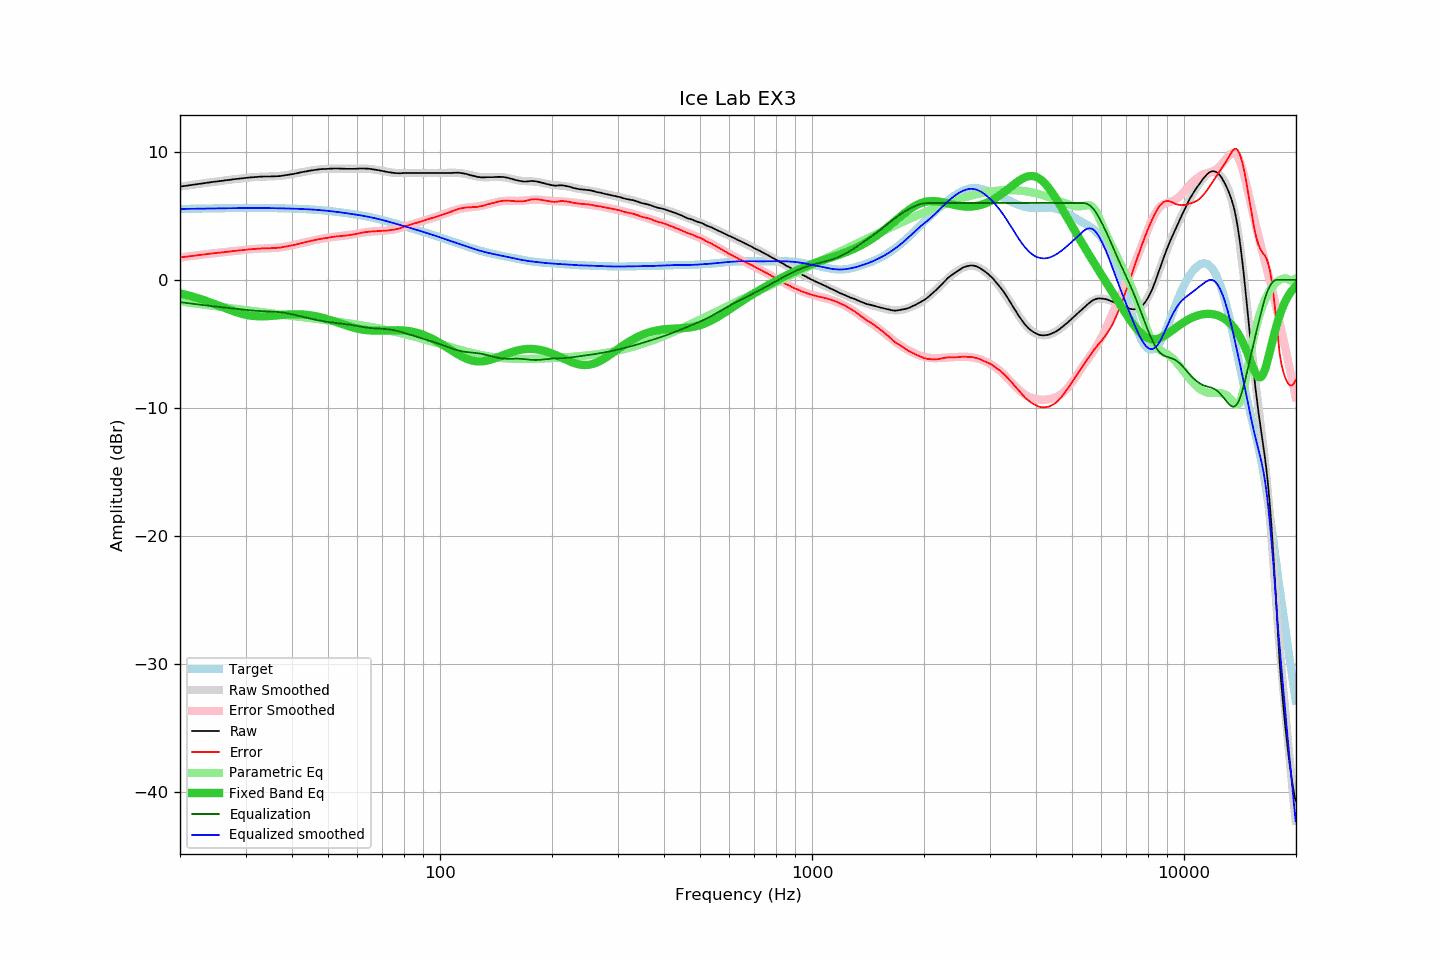 Ice Lab EX3
Amplitude (dBr)
10
0
−10
−20
−30
−40
Target
Raw Smoothed
Error Smoothed
Raw
Error
Parametric Eq
Fixed Band Eq
Equalization
Equalized smoothed
100
1000
10000
Frequency (Hz)